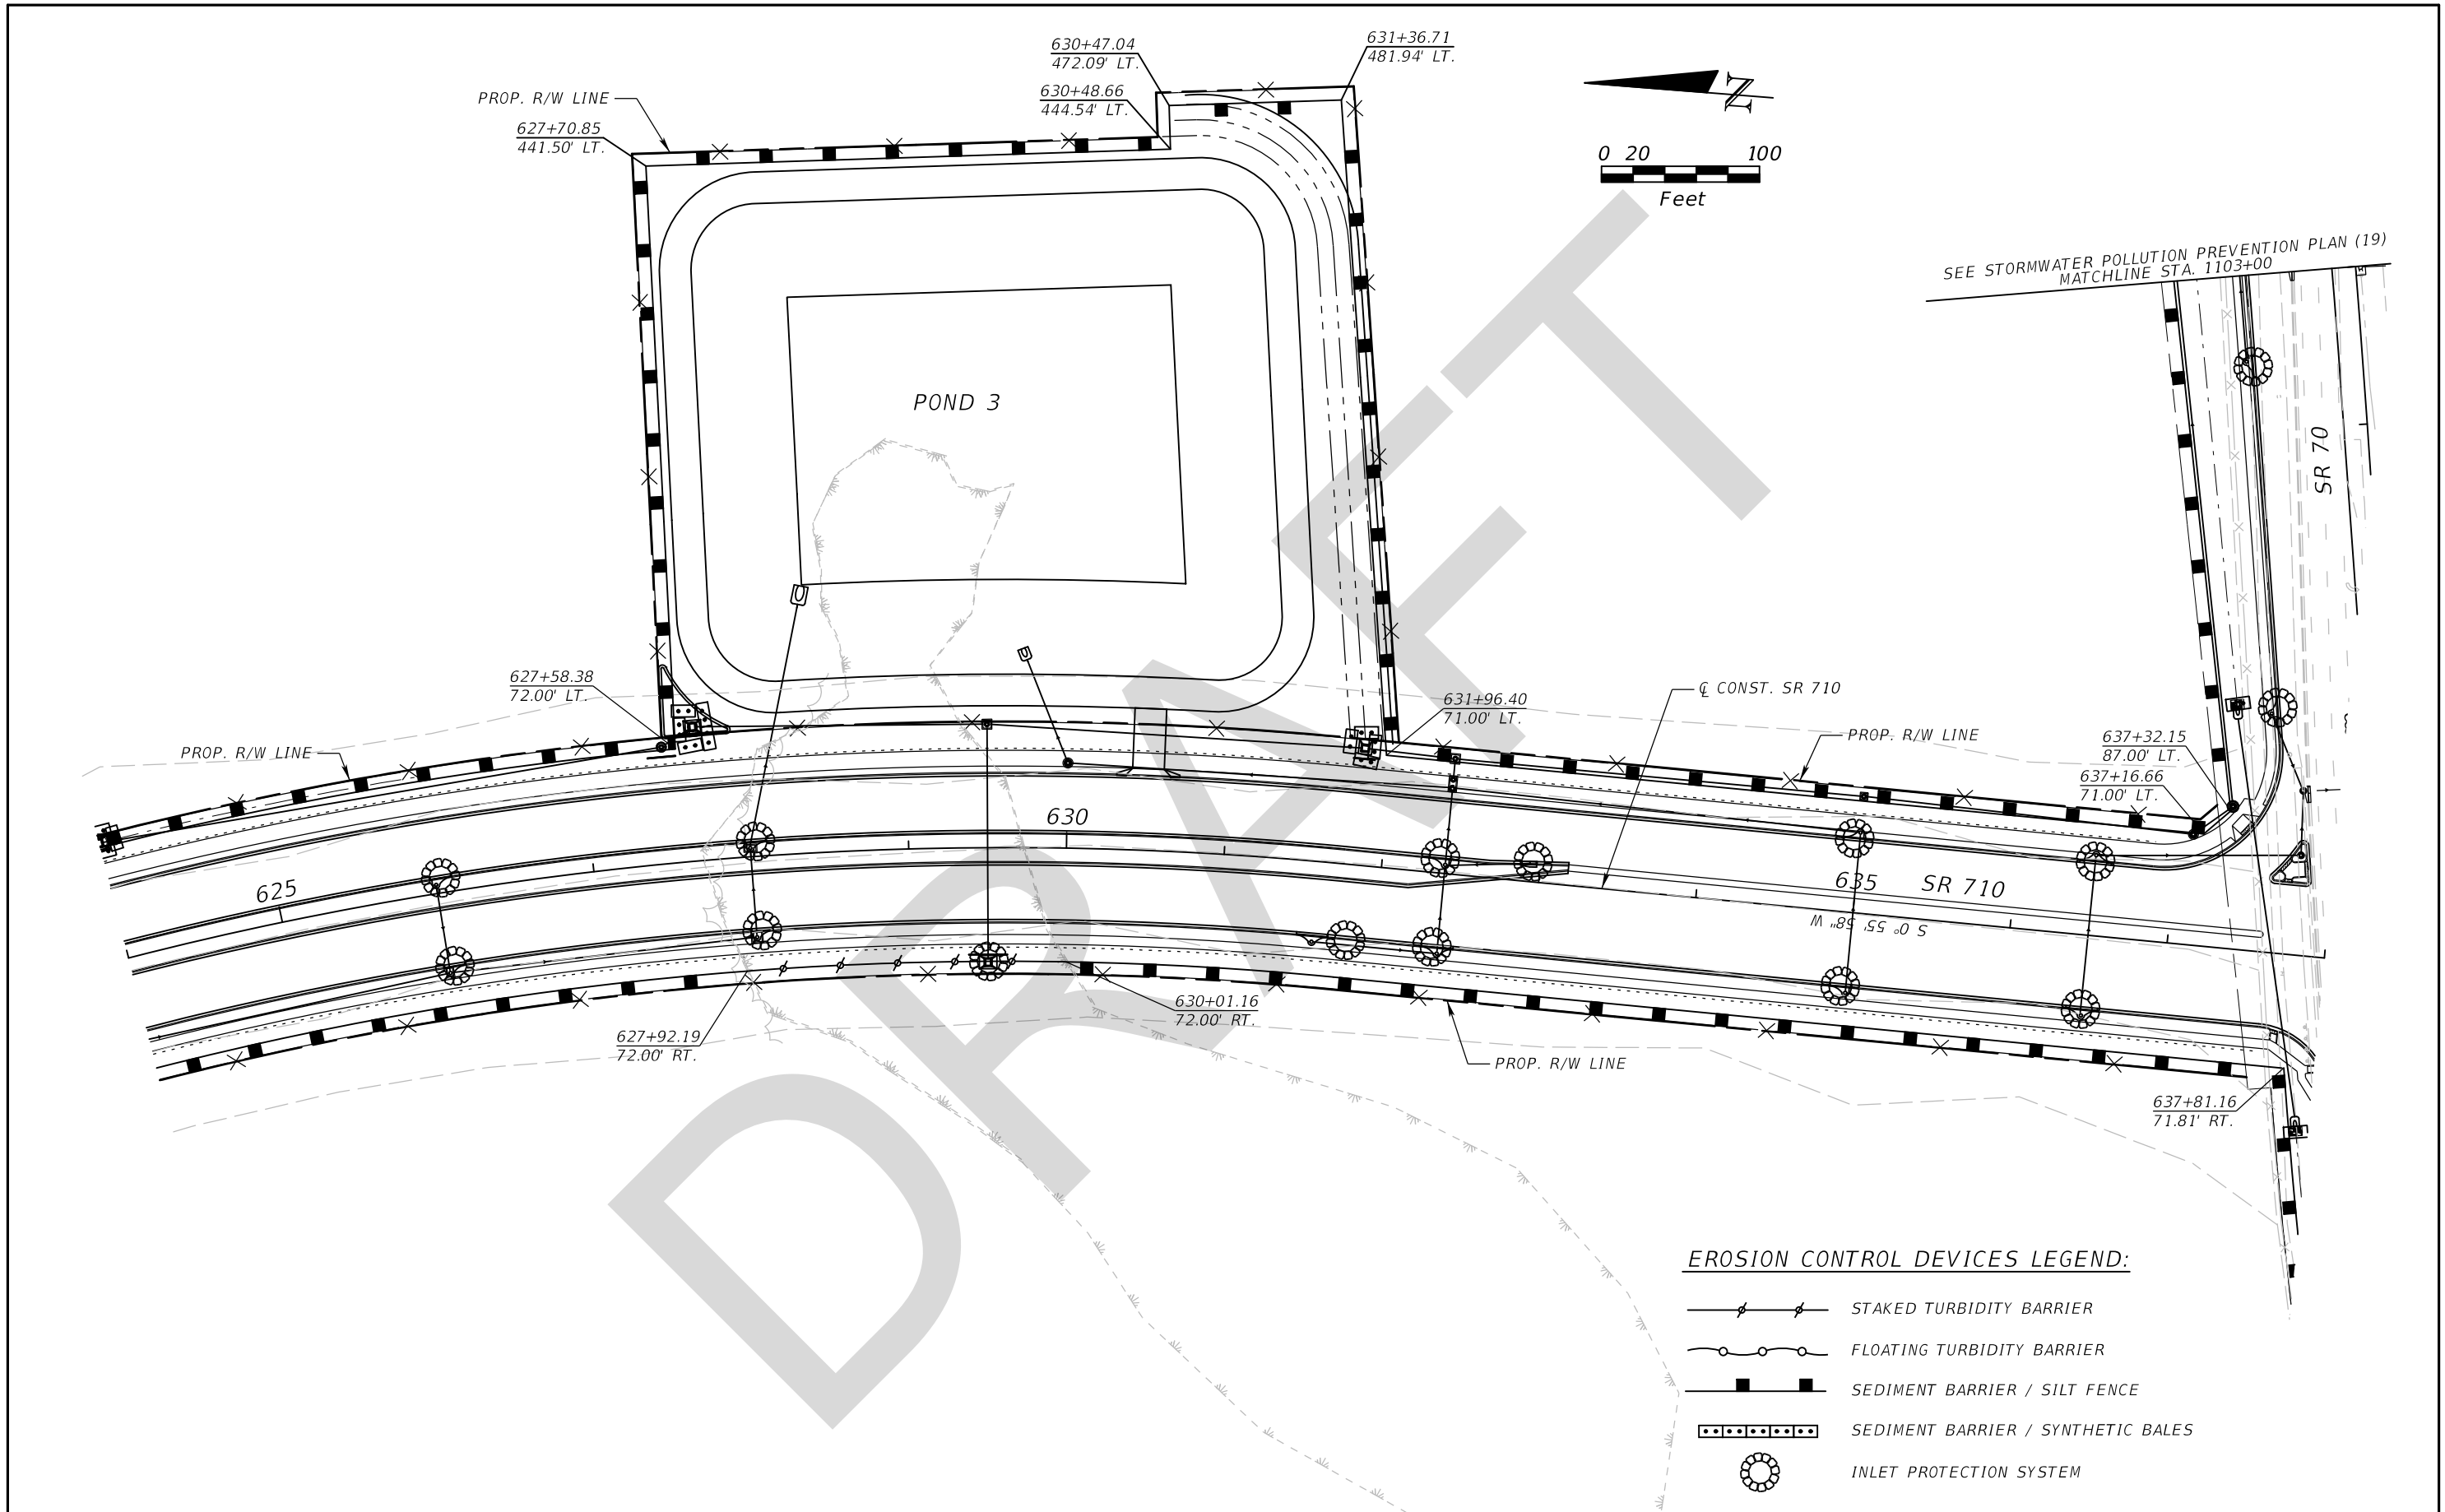 630+47.04
472.09' LT.
631+36.71
481.94' LT.
PROP. R/W LINE
630+48.66
444.54' LT.
627+70.85
441.50' LT.
N
0 20 100
Feet
SEE STORMWATER POLLUTION PREVENTION PLAN (19)
MATCHLINE STA. 1103+00
POND 3
SR 70
627+58.38
72.00' LT.
631+96.40
71.00' LT.
℄ CONST. SR 710
PROP. R/W LINE
PROP. R/W LINE
637+32.15
87.00' LT.
637+16.66
71.00' LT.
625
630
635
SR 710
S 0° 55' 58" W
627+92.19
72.00' RT.
630+01.16
72.00' RT.
PROP. R/W LINE
637+81.16
71.81' RT.
DRAFT
EROSION CONTROL DEVICES LEGEND:
STAKED TURBIDITY BARRIER
FLOATING TURBIDITY BARRIER
SEDIMENT BARRIER / SILT FENCE
SEDIMENT BARRIER / SYNTHETIC BALES
INLET PROTECTION SYSTEM